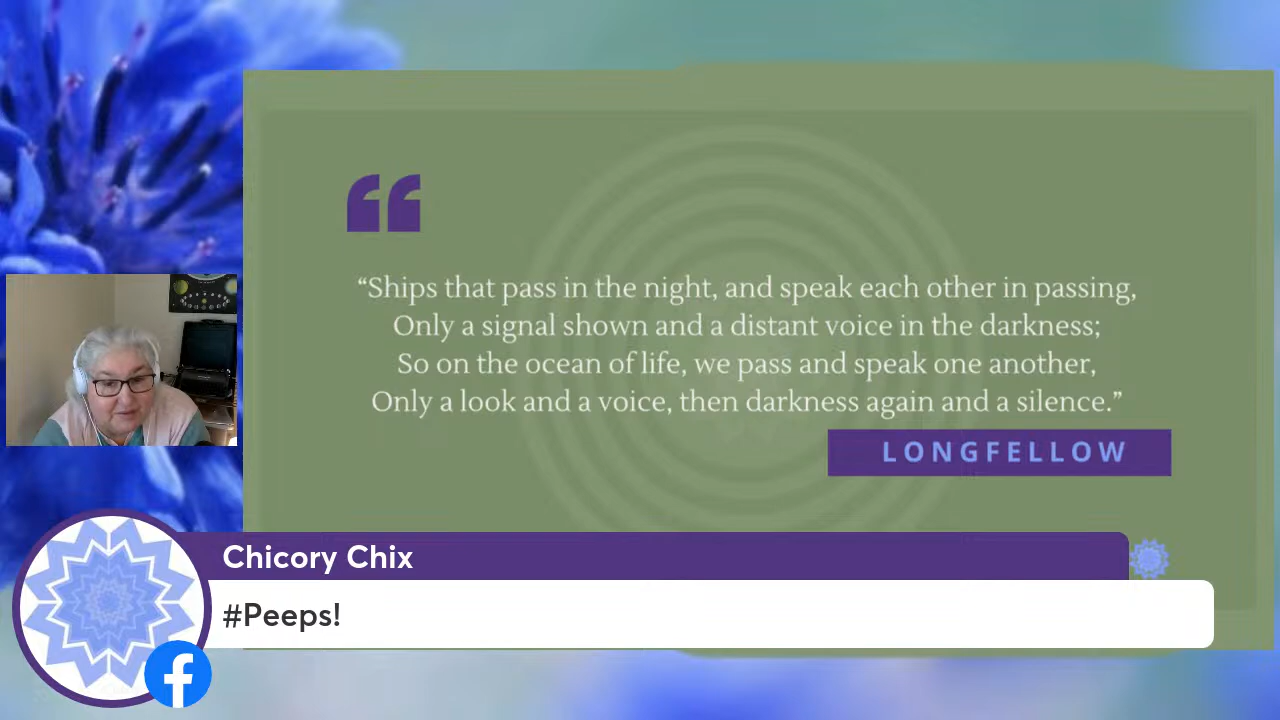 “Ships that pass in the night, and speak each other in passing,
Only a signal shown and a distant voice in the darkness;
So on the ocean of life, we pass and speak one another,
Only a look and a voice, then darkness again and a silence.”
LONGFELLOW
Chicory Chix
#Peeps!